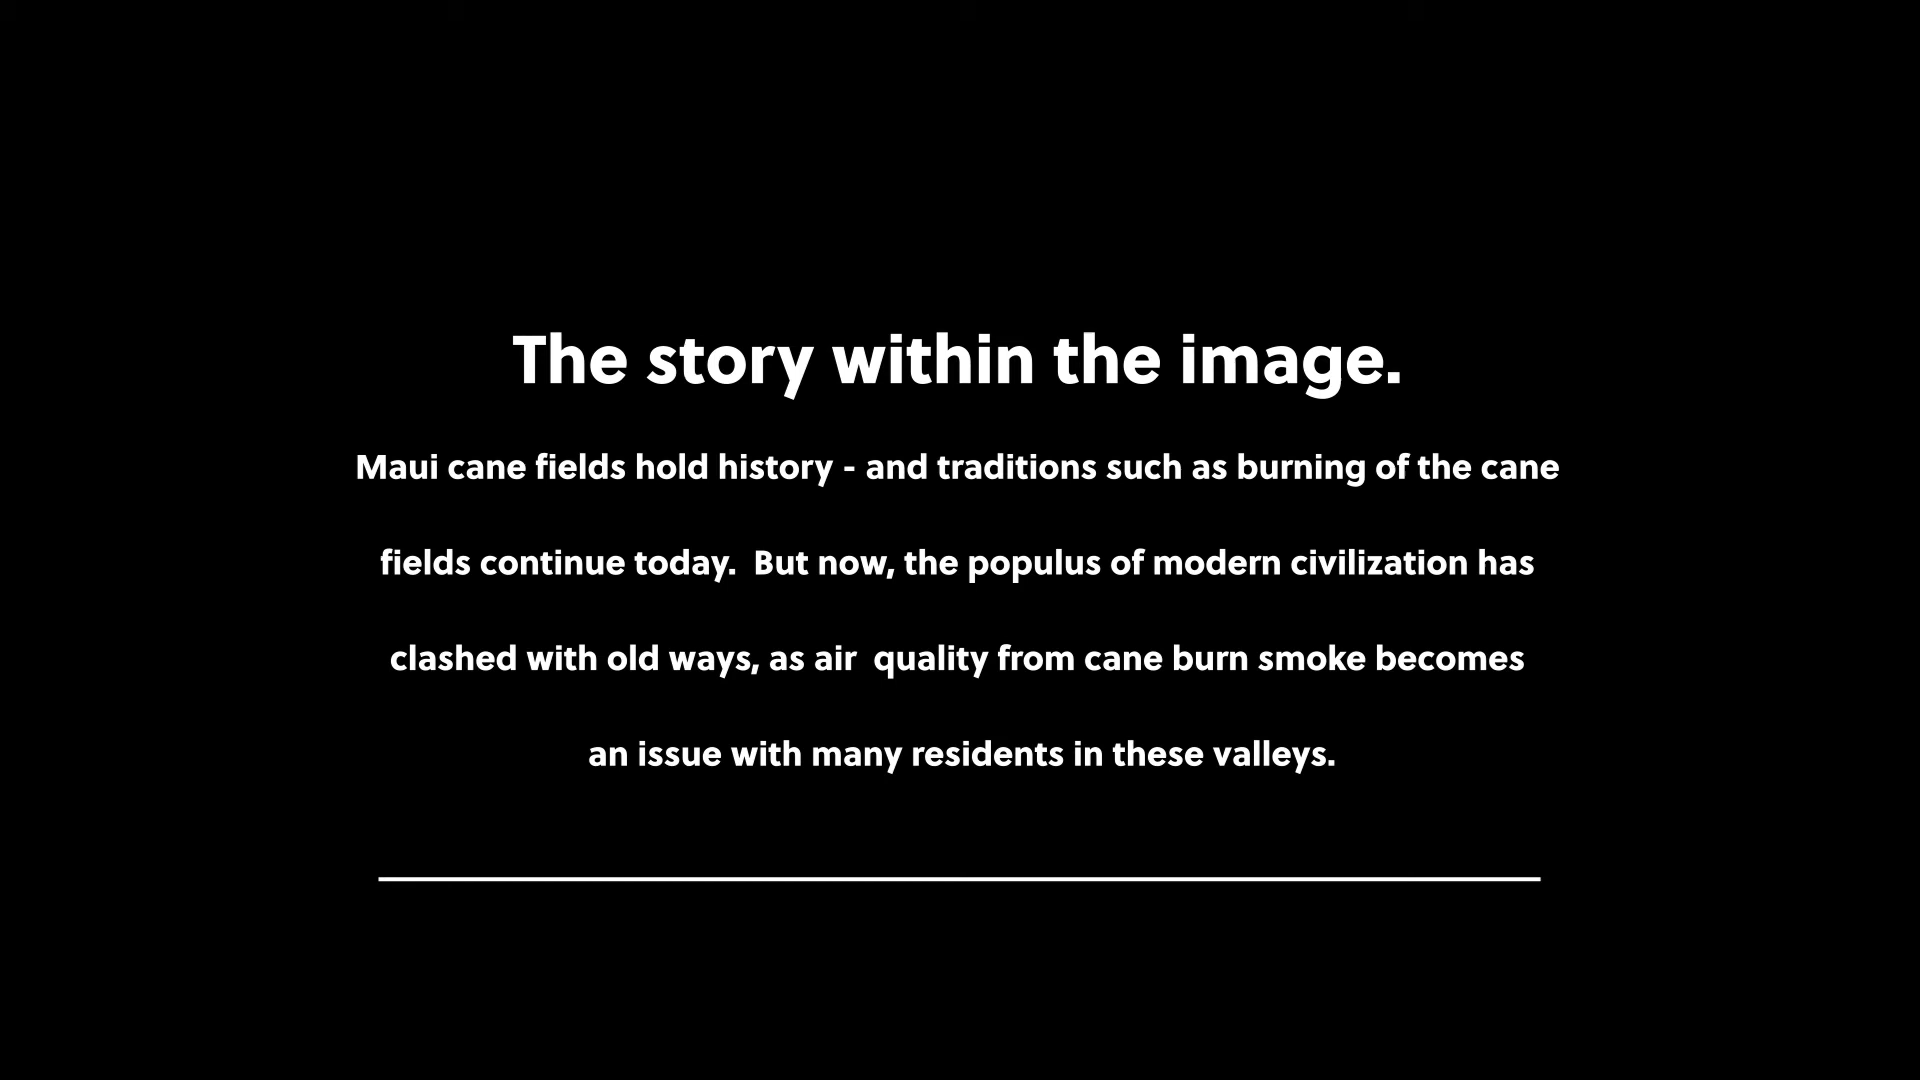 The story within the image.
Maui cane fields hold history - and traditions such as burning of the cane
fields continue today.  But now, the populus of modern civilization has
clashed with old ways, as air  quality from cane burn smoke becomes
an issue with many residents in these valleys.